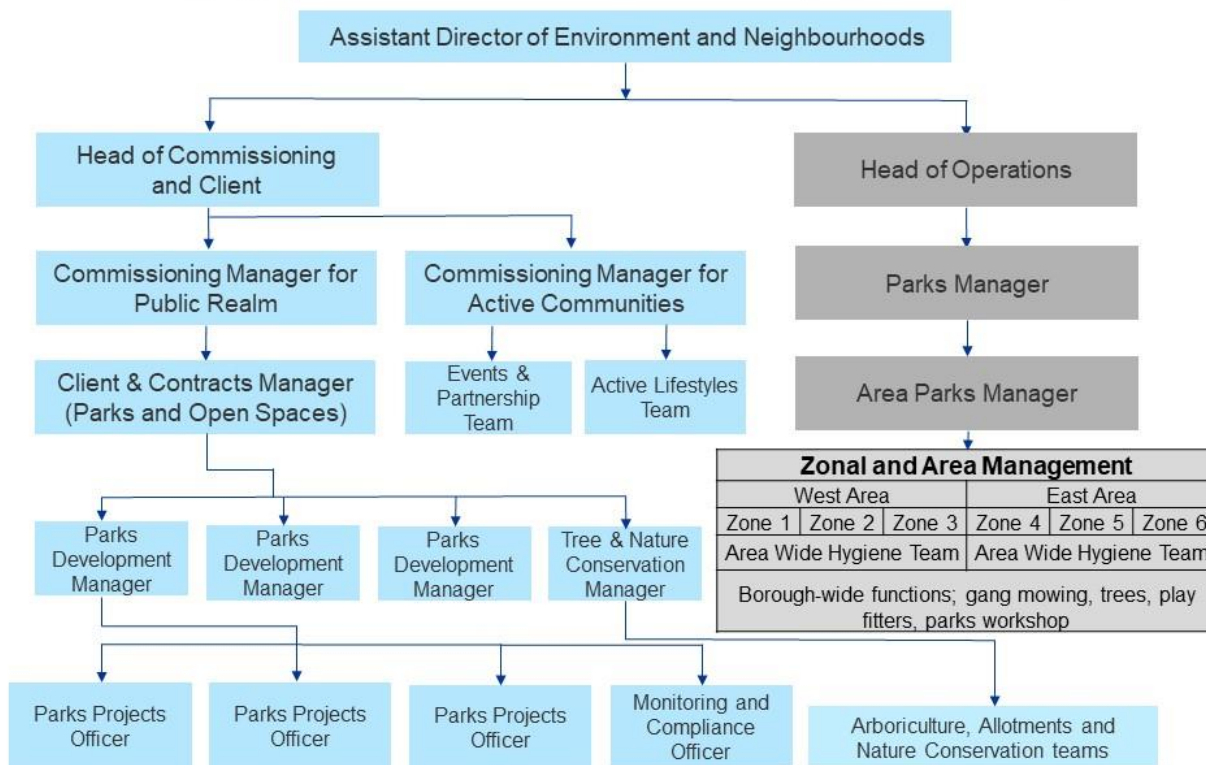 Assistant Director of Environment and Neighbourhoods
Head of Commissioning
and Client
Head of Operations
Commissioning Manager for
Public Realm
Commissioning Manager for
Active Communities
Parks Manager
Client & Contracts Manager
(Parks and Open Spaces)
Events &
Partnership
Team
Active Lifestyles
Team
Area Parks Manager
Zonal and Area Management
West Area
East Area
Zone 1
Zone 2
Zone 3
Zone 4
Zone 5
Zone 6
Area Wide Hygiene Team
Area Wide Hygiene Team
Borough-wide functions; gang mowing, trees, play
fitters, parks workshop
Parks
Development
Manager
Parks
Development
Manager
Parks
Development
Manager
Tree & Nature
Conservation
Manager
Parks Projects
Officer
Parks Projects
Officer
Parks Projects
Officer
Monitoring and
Compliance
Officer
Arboriculture, Allotments and
Nature Conservation teams